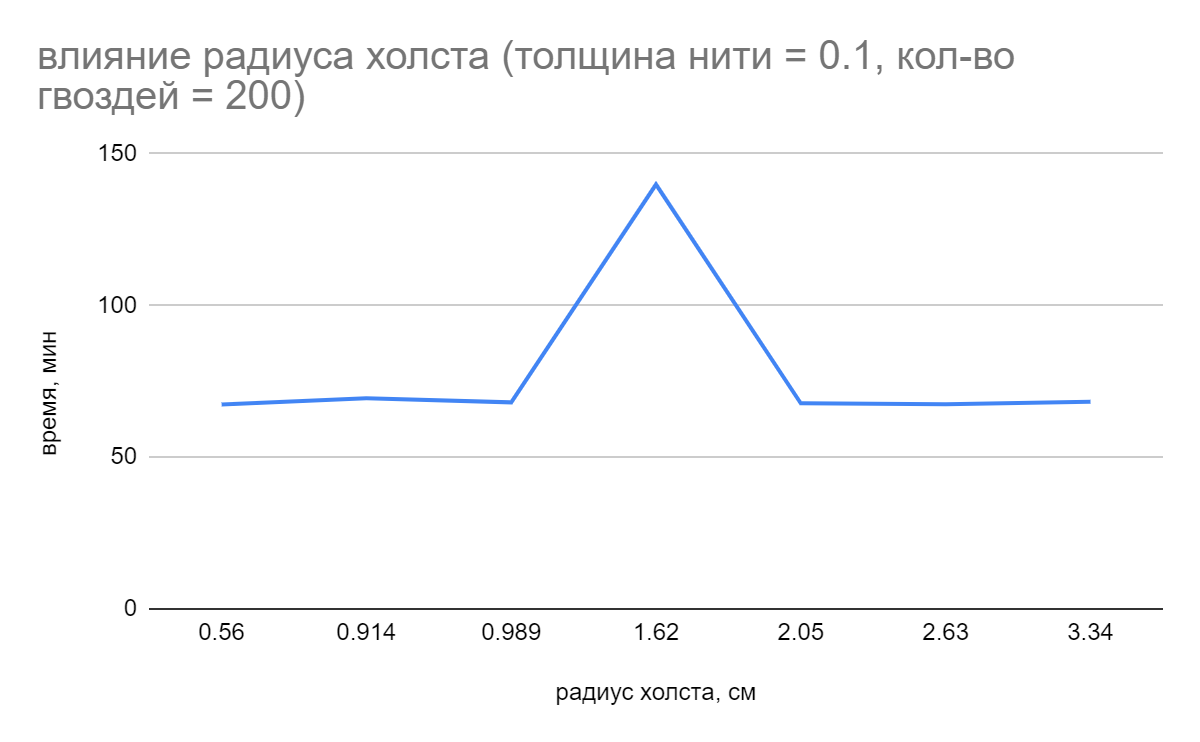 влияние радиуса холста (толщина нити = 0.1, кол-во
гвоздей = 200)
150
100
50
0
время, мин
0.56 0.914 0.989 1.62 2.05 2.63 3.34
радиус холста, см